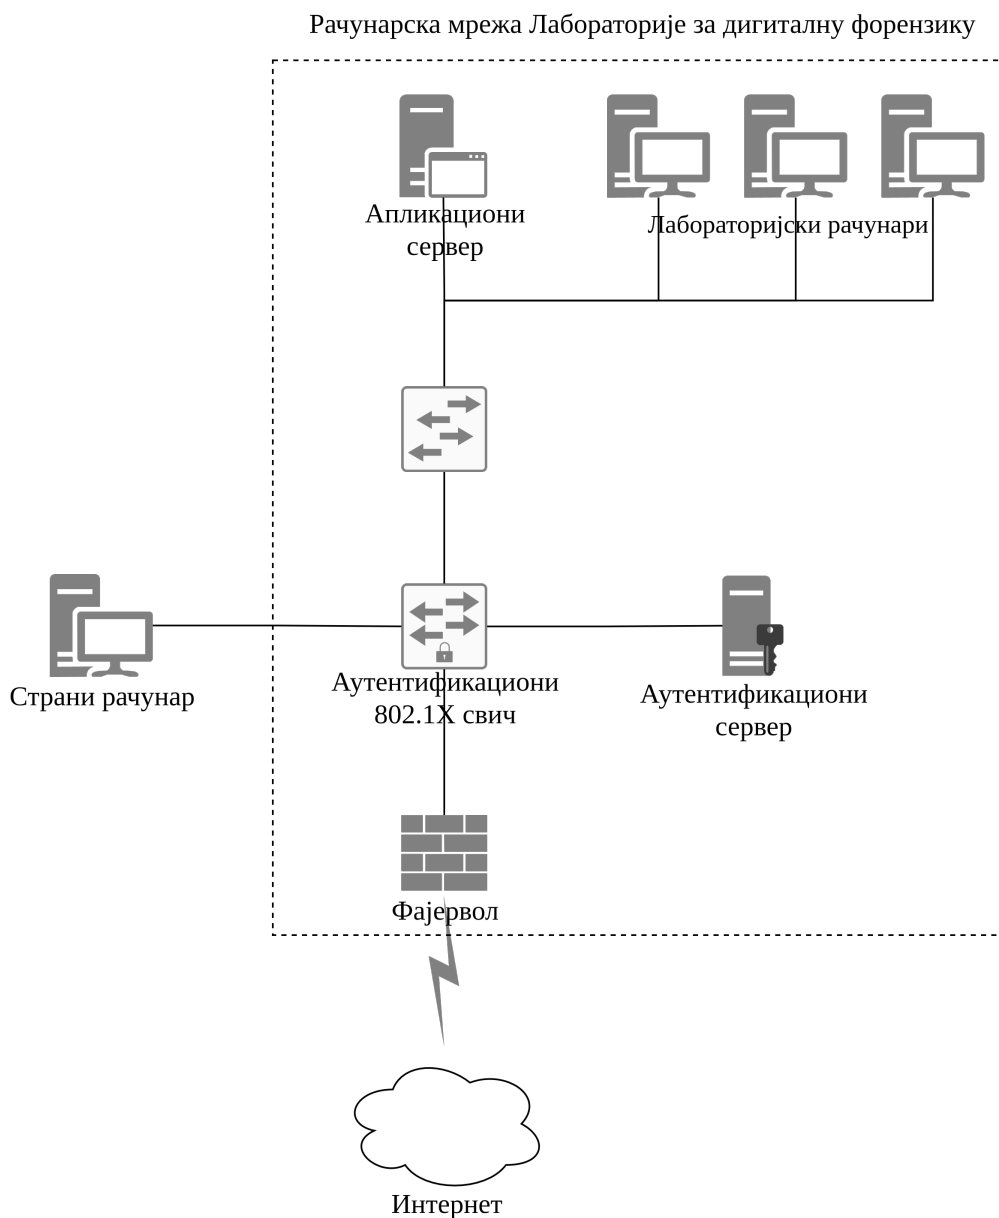 Рачунарска мрежа Лабораторије за дигиталну форензику
Апликациони
сервер
Лабораторијски рачунари
Страни рачунар
Аутентификациони
802.1X свич
Аутентификациони
сервер
Фајервол
Интернет